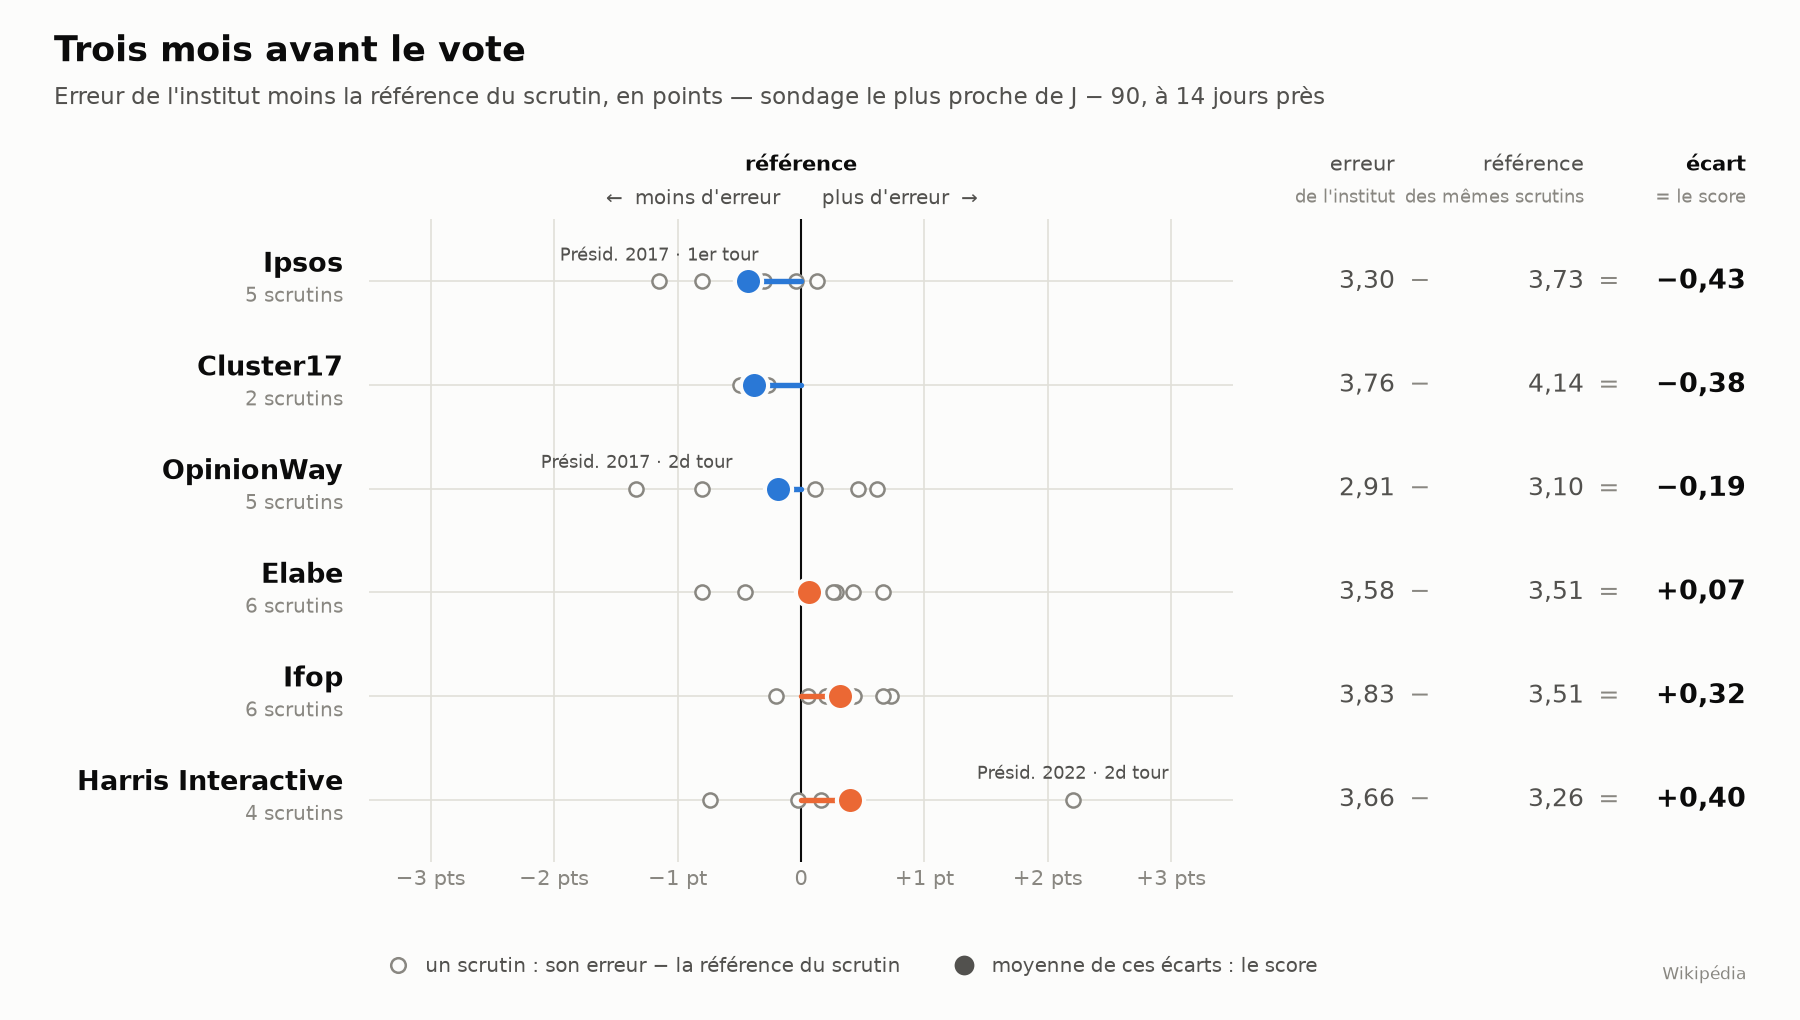 Trois mois avant le vote
Erreur de l'institut moins la référence du scrutin, en points — sondage le plus proche de J − 90, à 14 jours près
référence
← moins d'erreur plus d'erreur →
erreur référence écart
de l'institut des mêmes scrutins = le score
Présid. 2017 · 1er tour
Ipsos
5 scrutins
3,30 − 3,73 = −0,43
Cluster17
2 scrutins
3,76 − 4,14 = −0,38
Présid. 2017 · 2d tour
OpinionWay
5 scrutins
2,91 − 3,10 = −0,19
Elabe
6 scrutins
3,58 − 3,51 = +0,07
Ifop
6 scrutins
3,83 − 3,51 = +0,32
Présid. 2022 · 2d tour
Harris Interactive
4 scrutins
3,66 − 3,26 = +0,40
−3 pts −2 pts −1 pt 0 +1 pt +2 pts +3 pts
un scrutin : son erreur − la référence du scrutin moyenne de ces écarts : le score
Wikipédia